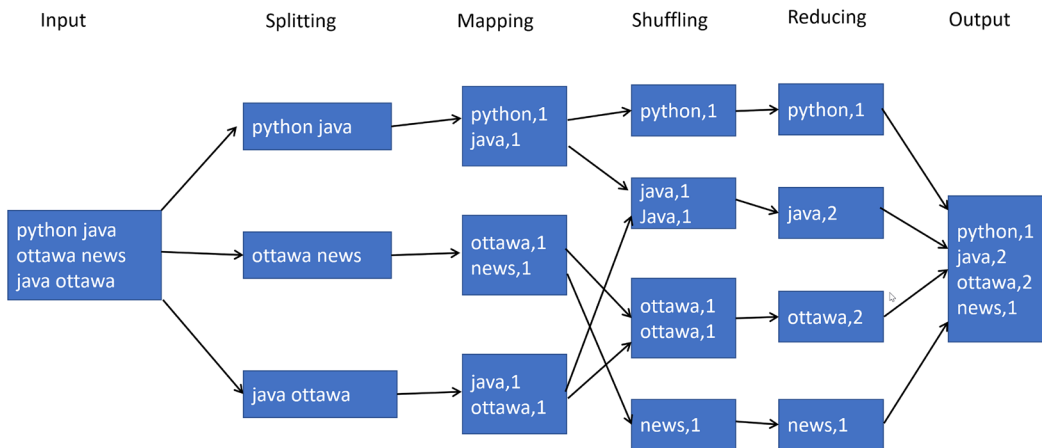 Input
Splitting
Mapping
Shuffling
Reducing
Output
python java
ottawa news
java ottawa
python java
ottawa news
java ottawa
python,1
java,1
ottawa,1
news,1
java,1
ottawa,1
python,1
java,1
Java,1
ottawa,1
ottawa,1
news,1
python,1
java,2
ottawa,2
news,1
python,1
java,2
ottawa,2
news,1